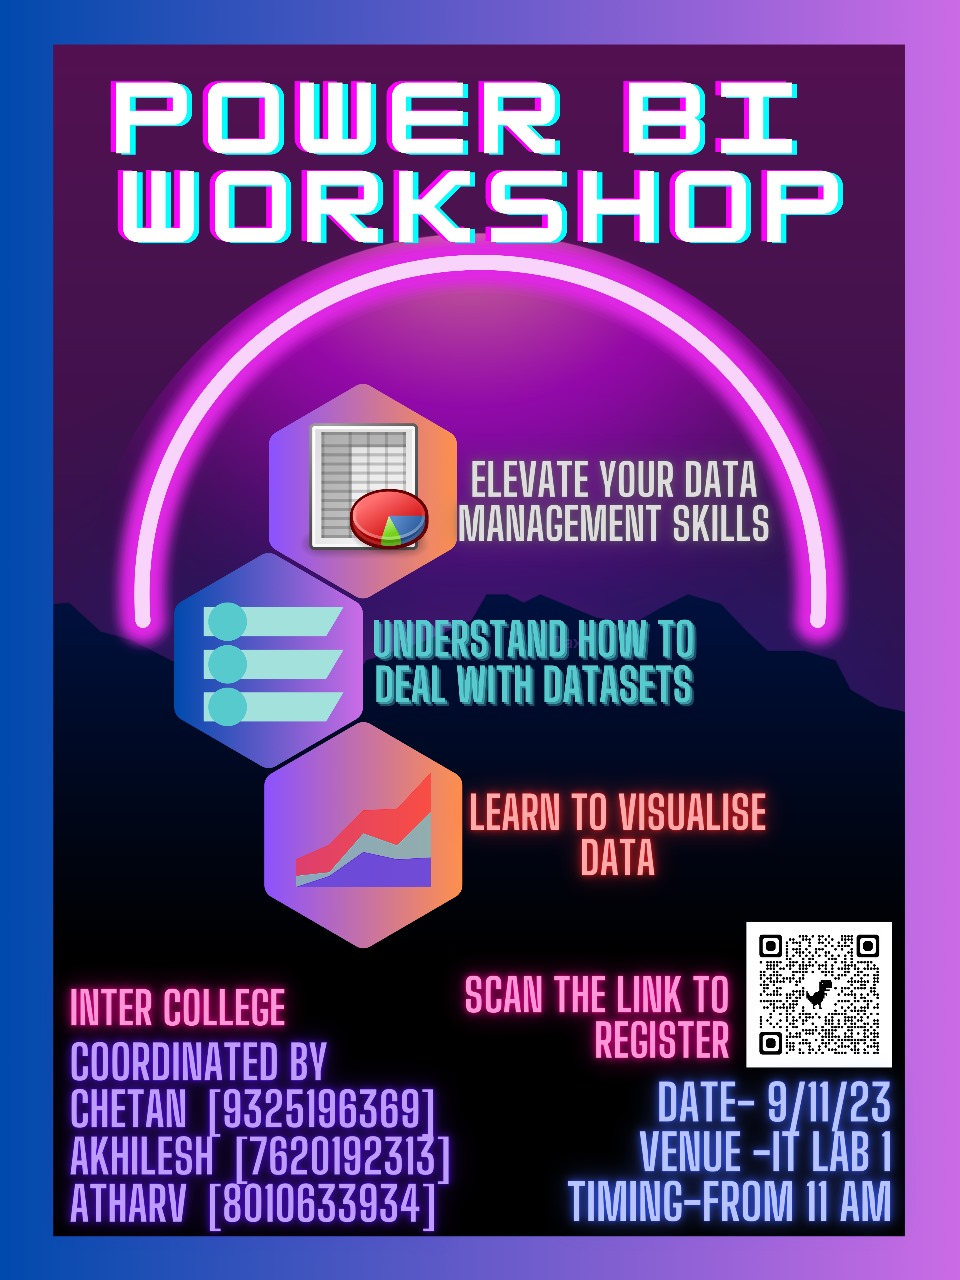 POWER BI
WORKSHOP
ELEVATE YOUR DATA
MANAGEMENT SKILLS
UNDERSTAND HOW TO
DEAL WITH DATASETS
LEARN TO VISUALISE
DATA
SCAN THE LINK TO
REGISTER
INTER COLLEGE
COORDINATED BY
CHETAN [9325196369]
AKHILESH [7620192313]
ATHARV [8010633934]
DATE- 9/11/23
VENUE -IT LAB 1
TIMING-FROM 11 AM